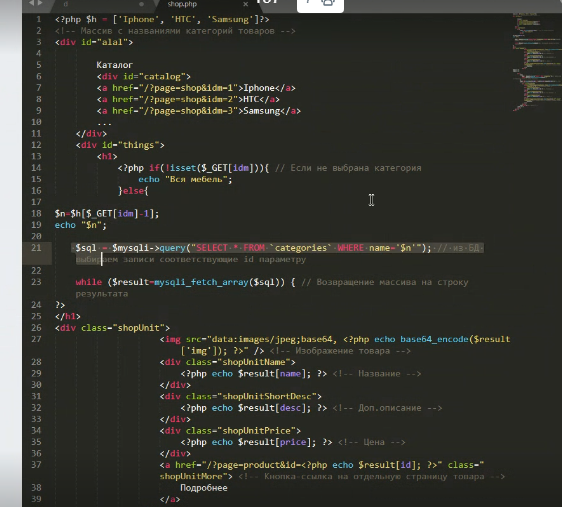 shop.php
1 <?php $h = ['Iphone', 'HTC', 'Samsung']?>
2 <!-- Массив с названиями категорий товаров -->
3 <div id="alal">
4
5 Каталог
6 <div id="catalog">
7 <a href="/?page=shop&idm=1">Iphone</a>
8 <a href="/?page=shop&idm=2">HTC</a>
9 <a href="/?page=shop&idm=3">Samsung</a>
10 ...
11 </div>
12 <div id="things">
13 <h1>
14 <?php if(!isset($_GET[idm])){ // Если не выбрана категория
15 echo "Вся мебель";
16 }else{
17
18 $n=$h[$_GET[idm]-1];
19 echo "$n";
20
21 $sql = $mysqli->query("SELECT * FROM `categories` WHERE name='$n'"); // из БД
выбираем записи соответствующие id параметру
22
23 while ($result=mysqli_fetch_array($sql)) { // Возвращение массива на строку
результата
24 ?>
25 </h1>
26 <div class="shopUnit">
27 <img src="data:images/jpeg;base64, <?php echo base64_encode($result
['img']); ?>" /> <!-- Изображение товара -->
28 <div class="shopUnitName">
29 <?php echo $result[name]; ?> <!-- Название -->
30 </div>
31 <div class="shopUnitShortDesc">
32 <?php echo $result[desc]; ?> <!-- Доп.описание -->
33 </div>
34 <div class="shopUnitPrice">
35 <?php echo $result[price]; ?> <!-- Цена -->
36 </div>
37 <a href="/?page=product&id=<?php echo $result[id]; ?>" class="
shopUnitMore"> <!-- Кнопка-ссылка на отдельную страницу товара -->
38 Подробнее
39 </a>